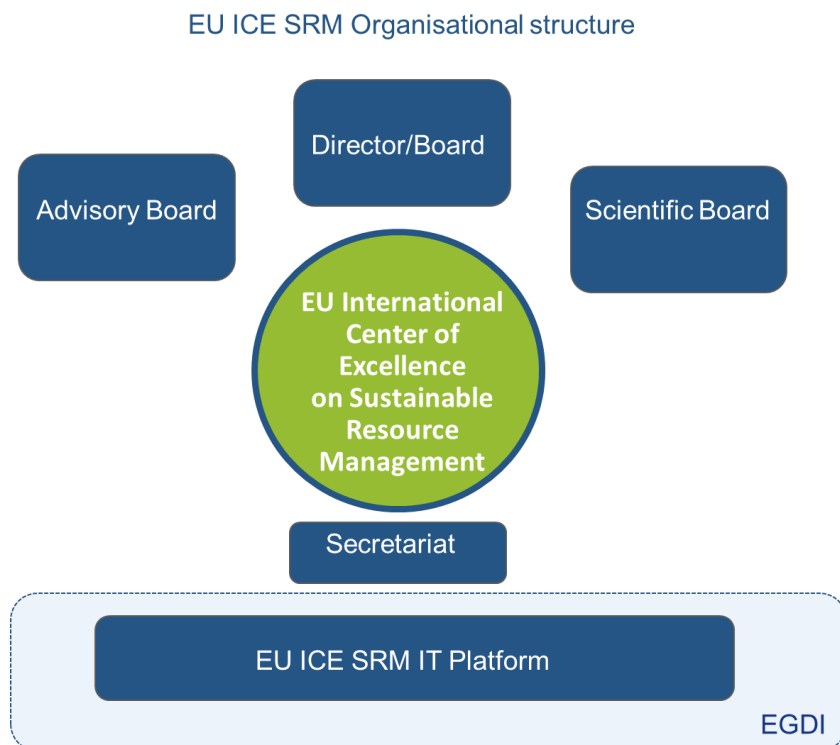 EU ICE SRM Organisational structure
Director/Board
Advisory Board
Scientific Board
EU International
Center of
Excellence
on Sustainable
Resource
Management
Secretariat
EU ICE SRM IT Platform
EGDI